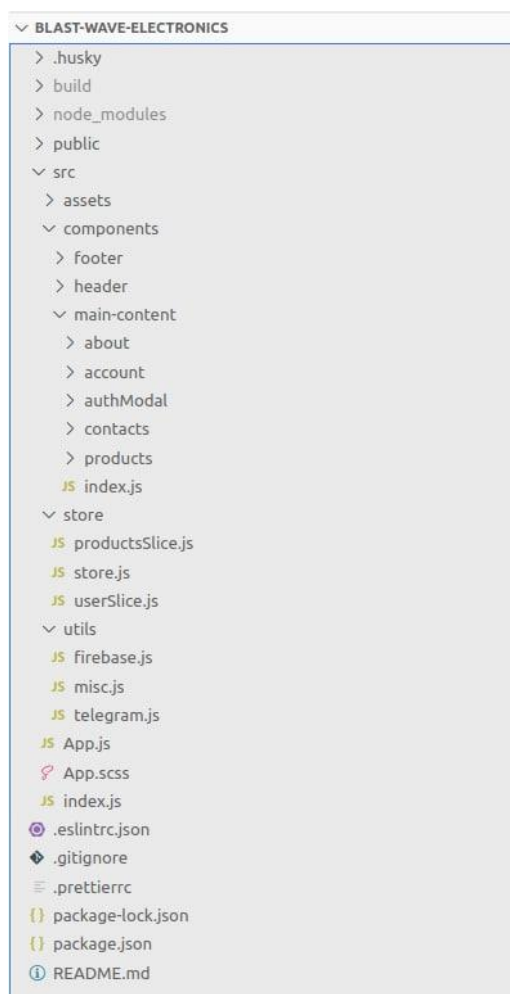 BLAST-WAVE-ELECTRONICS
.husky
build
node_modules
public
src
assets
components
footer
header
main-content
about
account
authModal
contacts
products
JS index.js
store
JS productsSlice.js
JS store.js
JS userSlice.js
utils
JS firebase.js
JS misc.js
JS telegram.js
JS App.js
App.scss
JS index.js
.eslintrc.json
.gitignore
.prettierrc
{} package-lock.json
{} package.json
README.md